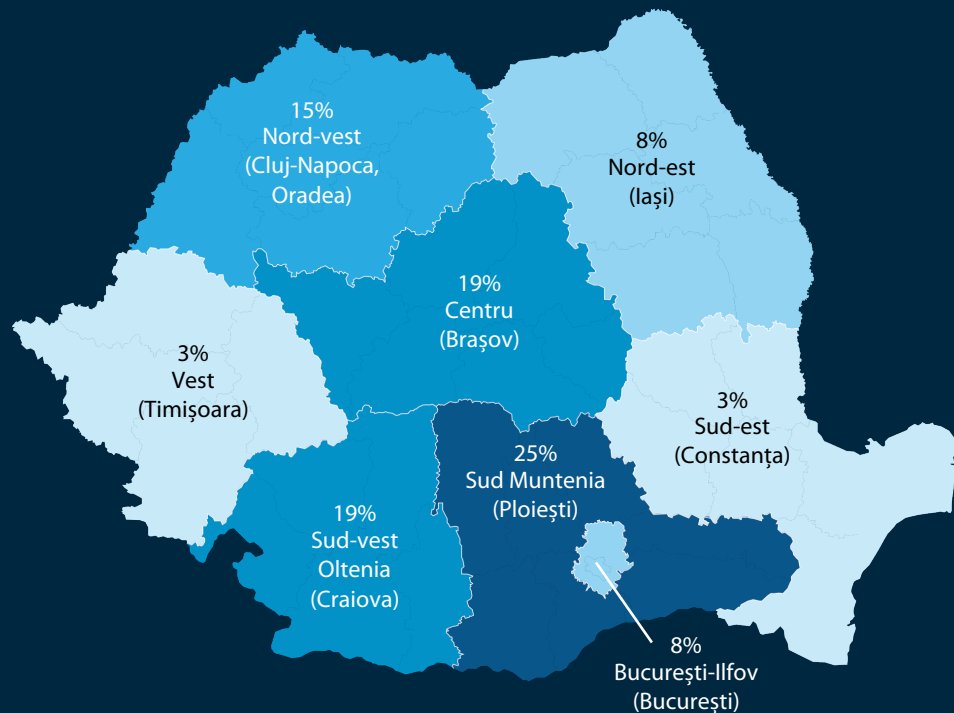 15%
Nord-vest
(Cluj-Napoca,
Oradea)
8%
Nord-est
(Iași)
19%
Centru
(Brașov)
3%
Vest
(Timișoara)
3%
Sud-est
(Constanța)
25%
Sud Muntenia
(Ploiești)
19%
Sud-vest
Oltenia
(Craiova)
8%
București-Ilfov
(București)